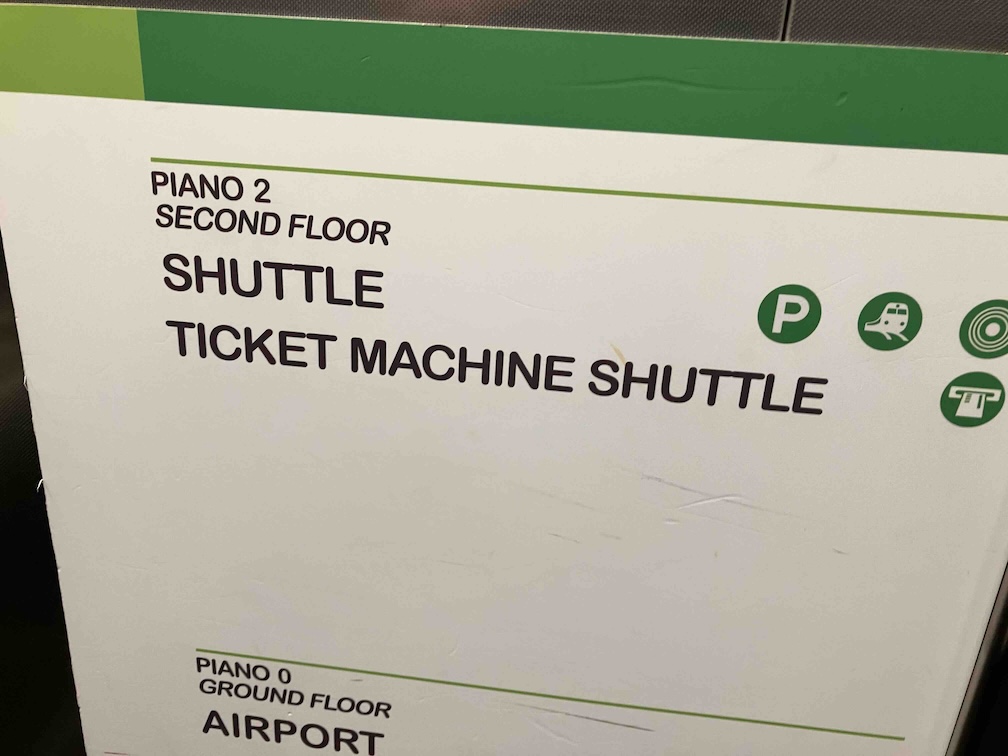 PIANO 2
SECOND FLOOR
SHUTTLE
P
TICKET MACHINE SHUTTLE
PIANO 0
GROUND FLOOR
AIRPORT